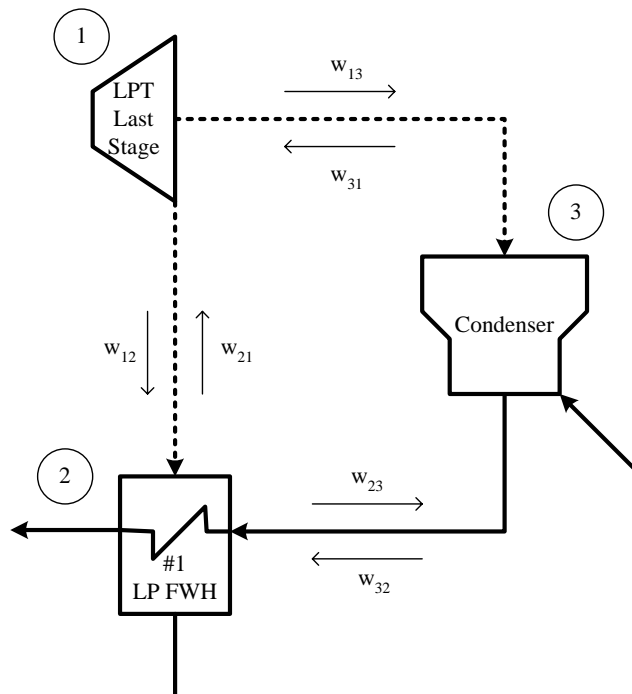 1
LPT
Last
Stage
w13
w31
3
Condenser
w12
w21
2
w23
w32
#1
LP FWH